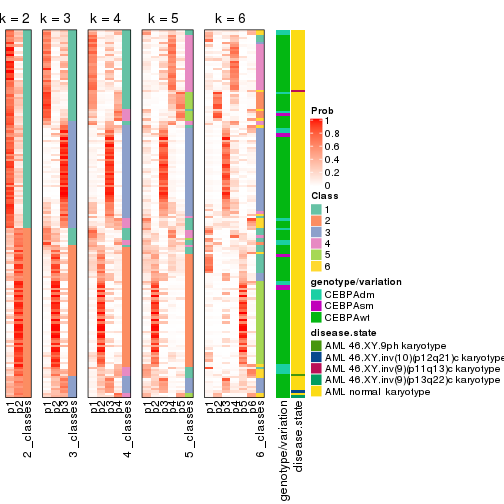 k = 2 k = 3 k = 4 k = 5 k = 6
Prob
1
0.8
0.6
0.4
0.2
0
Class
1
2
3
4
5
6
genotype/variation
CEBPAdm
CEBPAsm
CEBPAwt
disease.state
AML 46.XY.9ph karyotype
AML 46.XY.inv(10)(p12q21)c karyotype
AML 46.XY.inv(9)(p11q13)c karyotype
AML 46.XY.inv(9)(p13q22)c karyotype
AML normal karyotype
p1
p2
2_classes
p1
p2
p3
3_classes
p1
p2
p3
p4
4_classes
p1
p2
p3
p4
p5
5_classes
p1
p2
p3
p4
p5
p6
6_classes
genotype/variation
disease.state